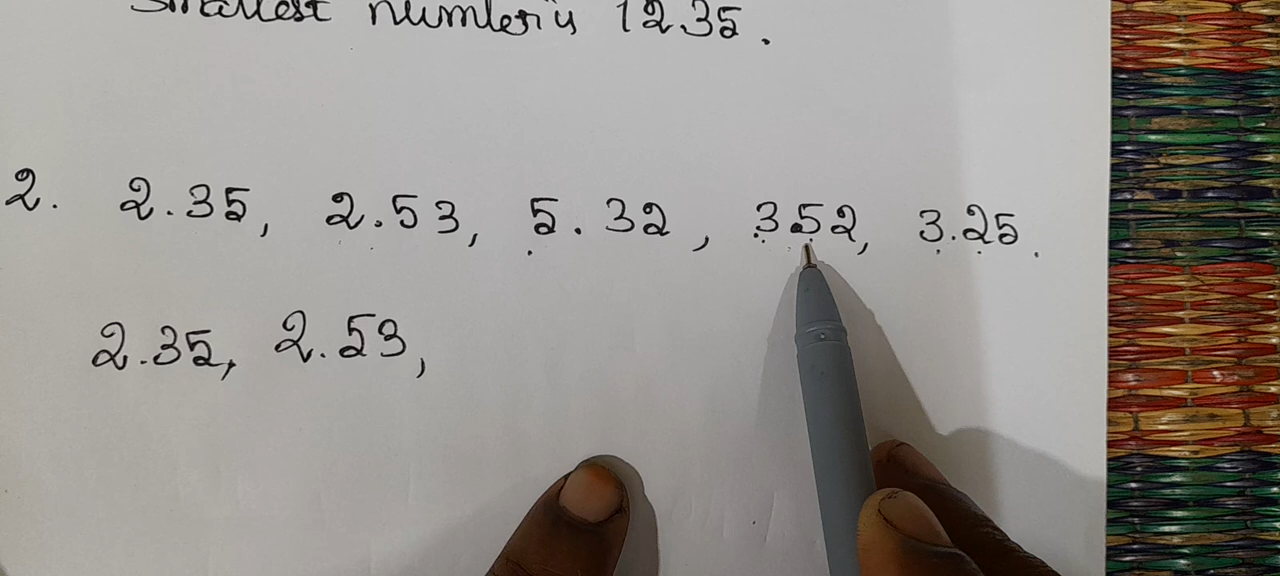 Smallest number is 12.35.
2. 2.35, 2.53, 5.32, 3.52, 3.25.
2.35, 2.53,